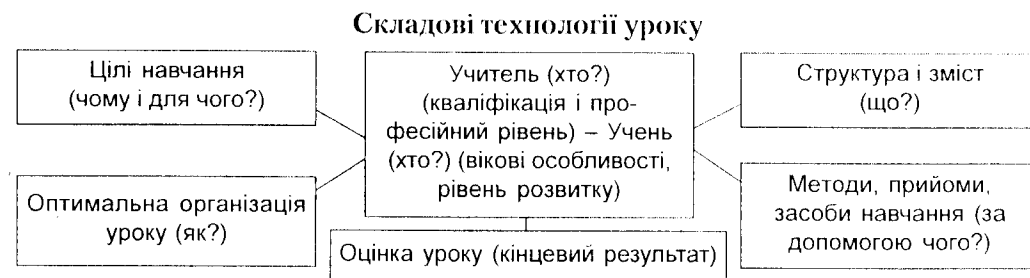 Складові технології уроку
Цілі навчання
(чому і для чого?)
Учитель (хто?)
(кваліфікація і про-
фесійний рівень) – Учень
(хто?) (вікові особливості,
рівень розвитку)
Структура і зміст
(що?)
Оптимальна організація
уроку (як?)
Методи, прийоми,
засоби навчання (за
допомогою чого?)
Оцінка уроку (кінцевий результат)